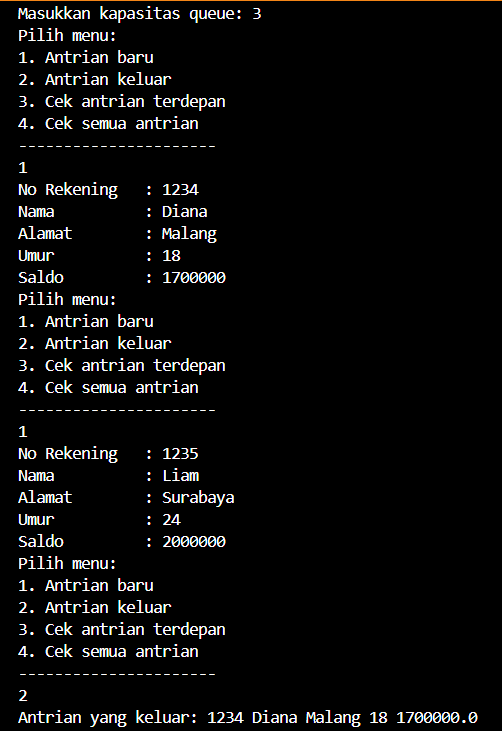 Masukkan kapasitas queue: 3
Pilih menu:
1. Antrian baru
2. Antrian keluar
3. Cek antrian terdepan
4. Cek semua antrian
----------------------
1
No Rekening   : 1234
Nama          : Diana
Alamat        : Malang
Umur          : 18
Saldo         : 1700000
Pilih menu:
1. Antrian baru
2. Antrian keluar
3. Cek antrian terdepan
4. Cek semua antrian
----------------------
1
No Rekening   : 1235
Nama          : Liam
Alamat        : Surabaya
Umur          : 24
Saldo         : 2000000
Pilih menu:
1. Antrian baru
2. Antrian keluar
3. Cek antrian terdepan
4. Cek semua antrian
----------------------
2
Antrian yang keluar: 1234 Diana Malang 18 1700000.0